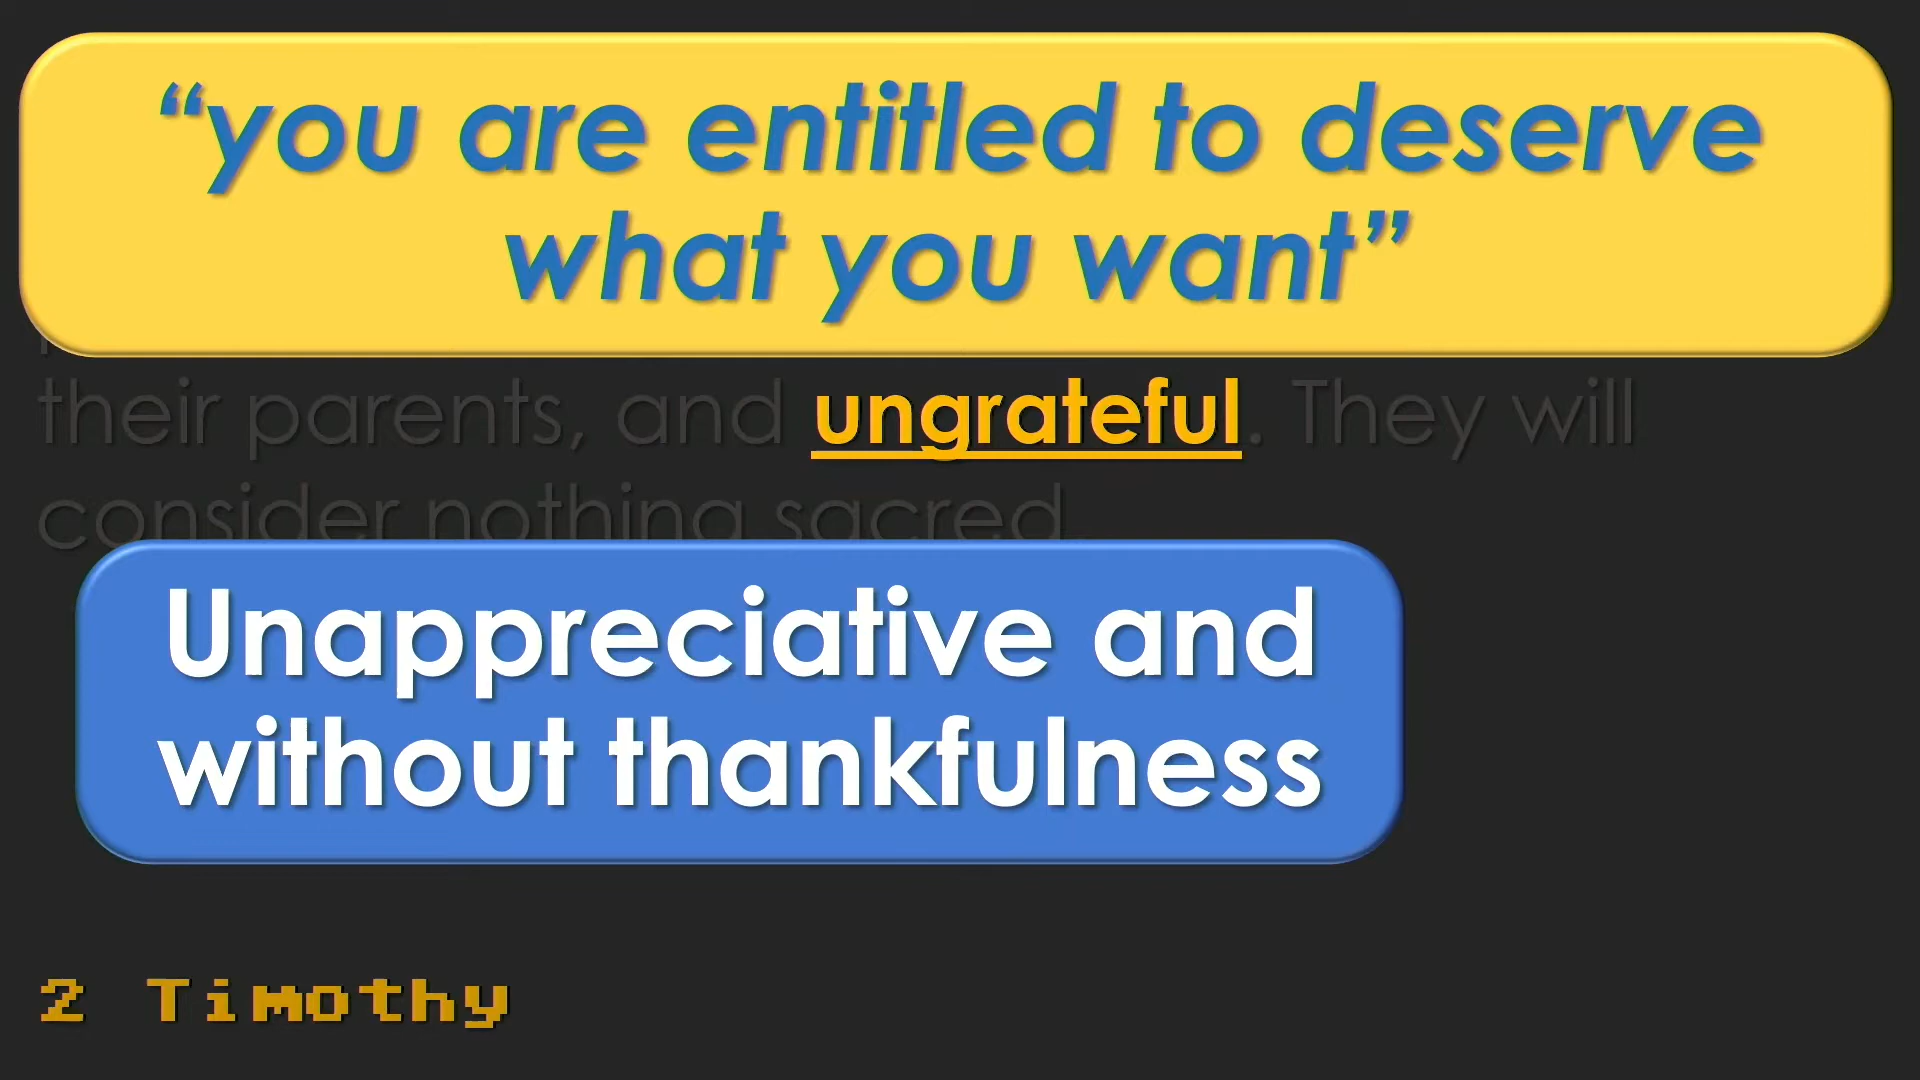 “you are entitled to deserve
what you want”
their parents, and ungrateful. They will
consider nothing sacred.
Unappreciative and
without thankfulness
2 Timothy